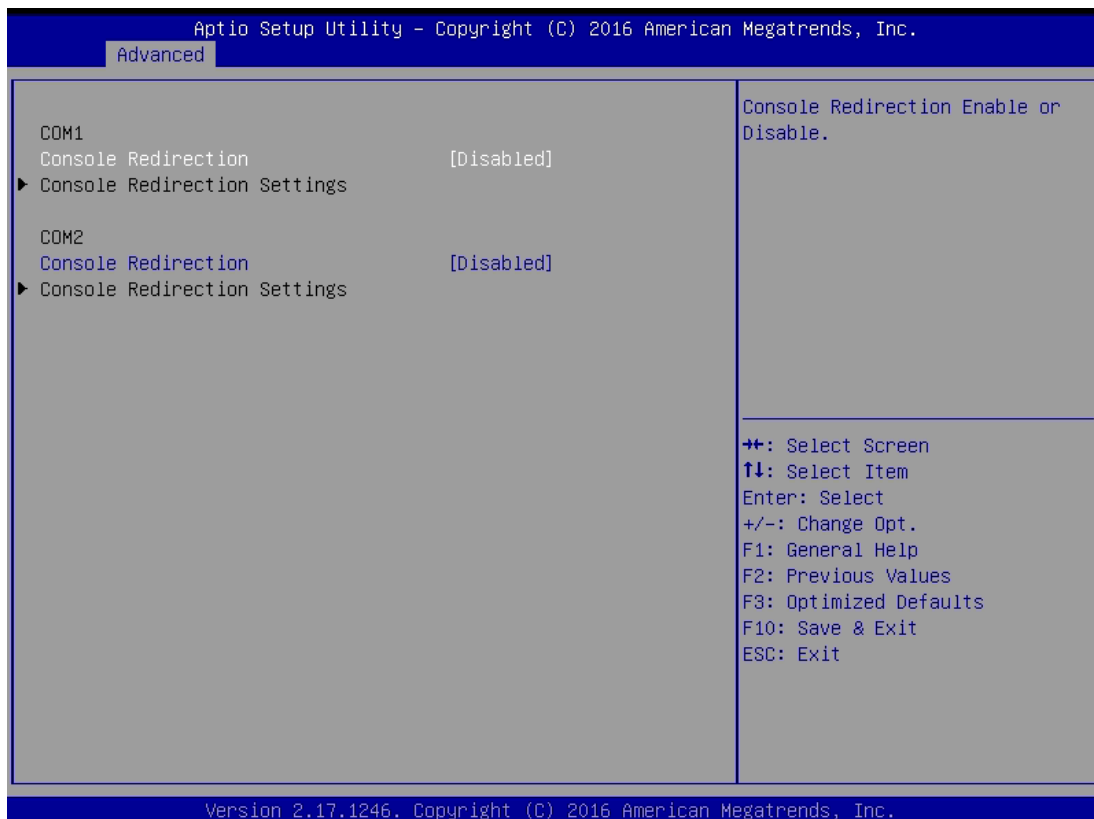 Aptio Setup Utility – Copyright (C) 2016 American Megatrends, Inc.
Advanced
COM1
Console Redirection [Disabled]
▶ Console Redirection Settings
COM2
Console Redirection [Disabled]
▶ Console Redirection Settings
Console Redirection Enable or
Disable.
→←: Select Screen
↑↓: Select Item
Enter: Select
+/-: Change Opt.
F1: General Help
F2: Previous Values
F3: Optimized Defaults
F10: Save & Exit
ESC: Exit
Version 2.17.1246. Copyright (C) 2016 American Megatrends, Inc.